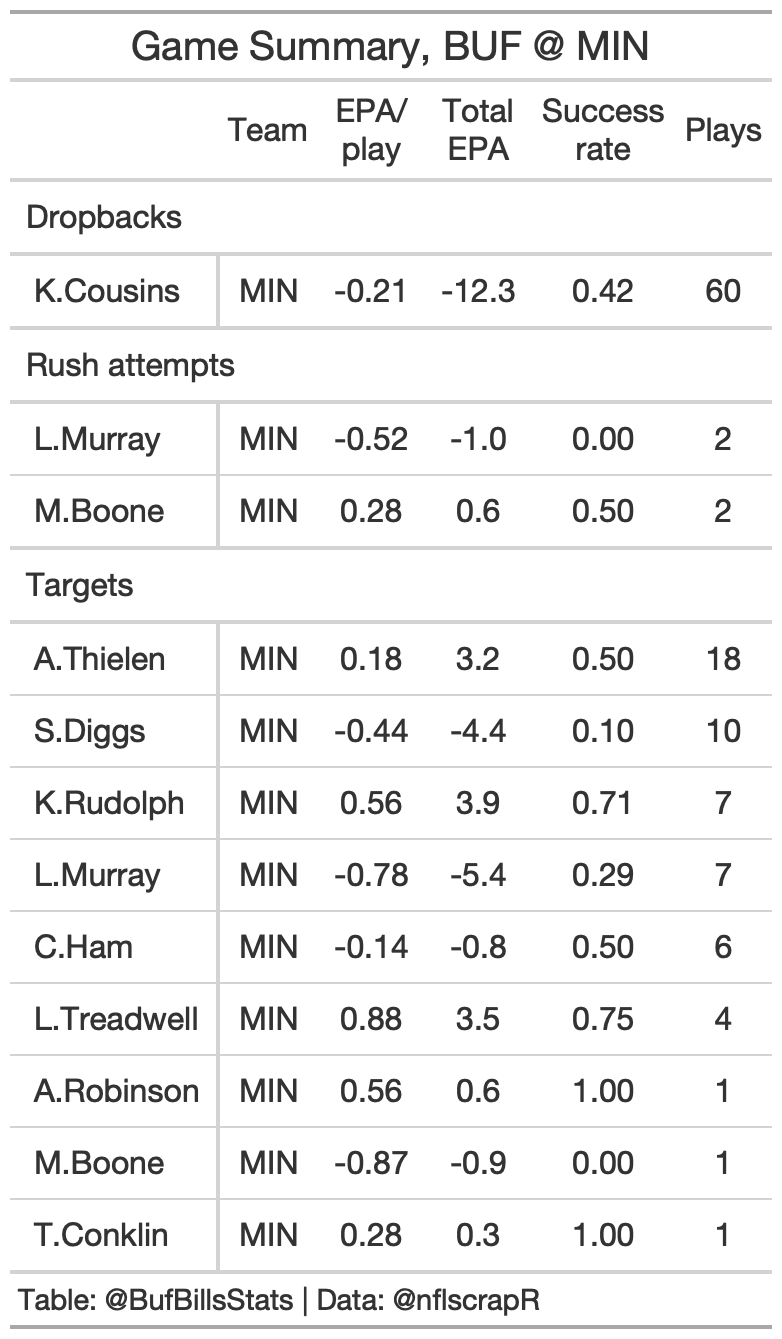 Game Summary, BUF @ MIN
Team EPA/play Total EPA Success rate Plays
Dropbacks
K.Cousins MIN -0.21 -12.3 0.42 60
Rush attempts
L.Murray MIN -0.52 -1.0 0.00 2
M.Boone MIN 0.28 0.6 0.50 2
Targets
A.Thielen MIN 0.18 3.2 0.50 18
S.Diggs MIN -0.44 -4.4 0.10 10
K.Rudolph MIN 0.56 3.9 0.71 7
L.Murray MIN -0.78 -5.4 0.29 7
C.Ham MIN -0.14 -0.8 0.50 6
L.Treadwell MIN 0.88 3.5 0.75 4
A.Robinson MIN 0.56 0.6 1.00 1
M.Boone MIN -0.87 -0.9 0.00 1
T.Conklin MIN 0.28 0.3 1.00 1
Table: @BufBillsStats | Data: @nflscrapR